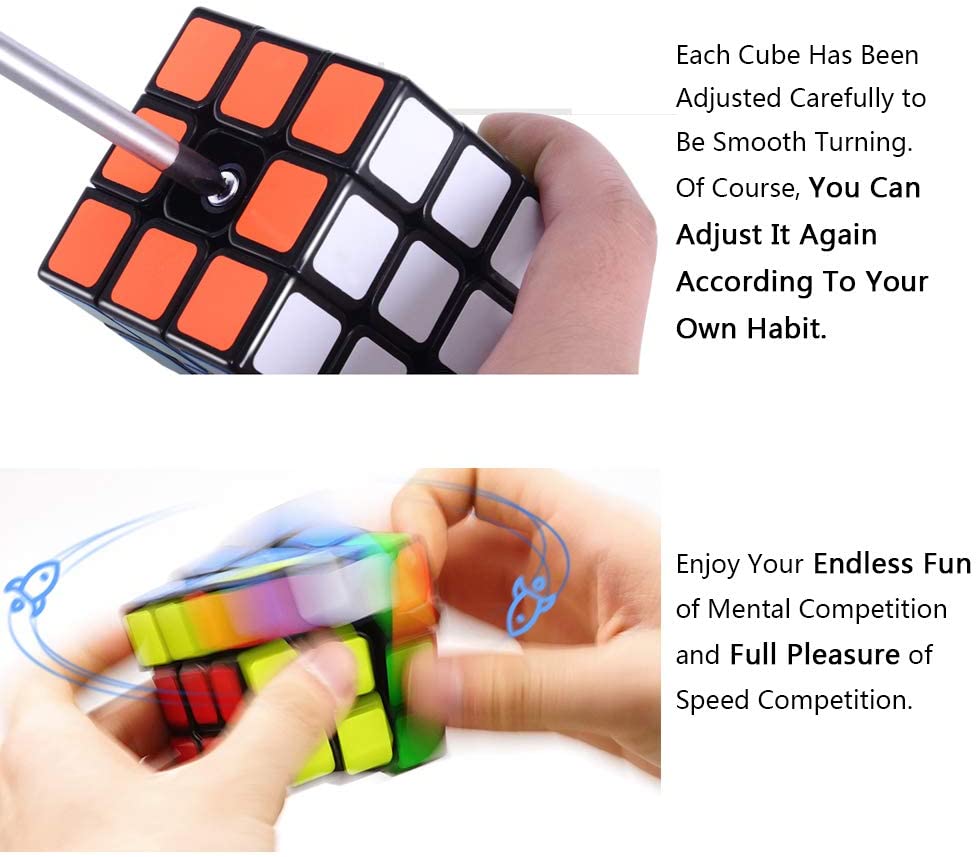 Each Cube Has Been
Adjusted Carefully to
Be Smooth Turning.
Of Course, You Can
Adjust It Again
According To Your
Own Habit.
Enjoy Your Endless Fun
of Mental Competition
and Full Pleasure of
Speed Competition.